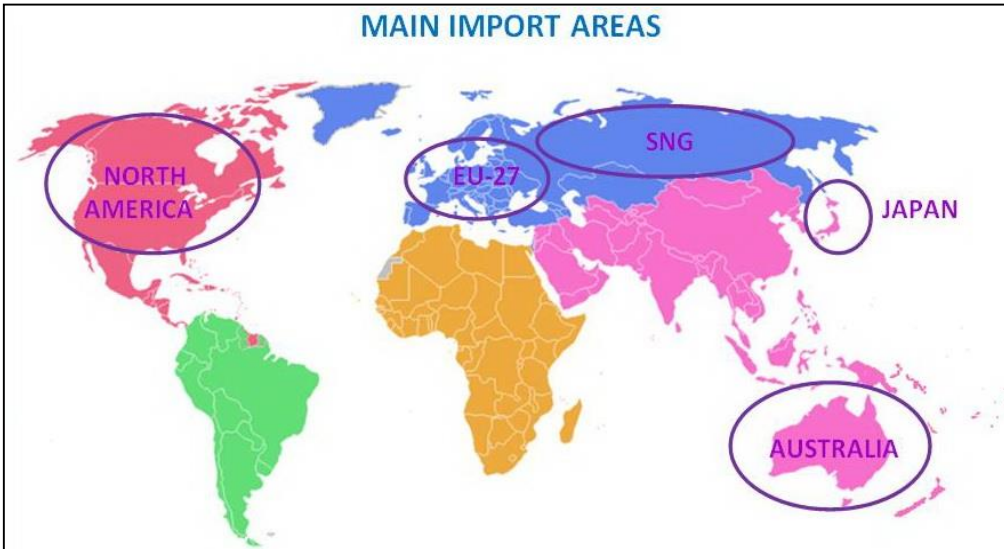 MAIN IMPORT AREAS
NORTH
AMERICA
EU-27
SNG
JAPAN
AUSTRALIA